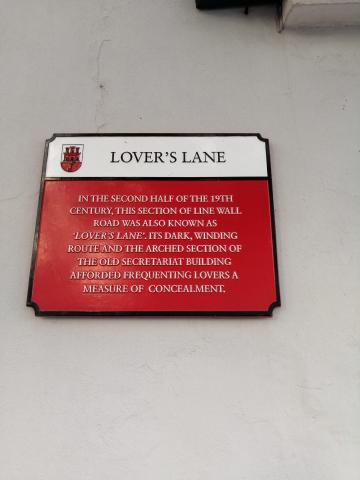 LOVER'S LANE
IN THE SECOND HALF OF THE 19TH
CENTURY, THIS SECTION OF LINE WALL
ROAD WAS ALSO KNOWN AS
'LOVER'S LANE'. ITS DARK, WINDING
ROUTE AND THE ARCHED SECTION OF
THE OLD SECRETARIAT BUILDING
AFFORDED FREQUENTING LOVERS A
MEASURE OF CONCEALMENT.